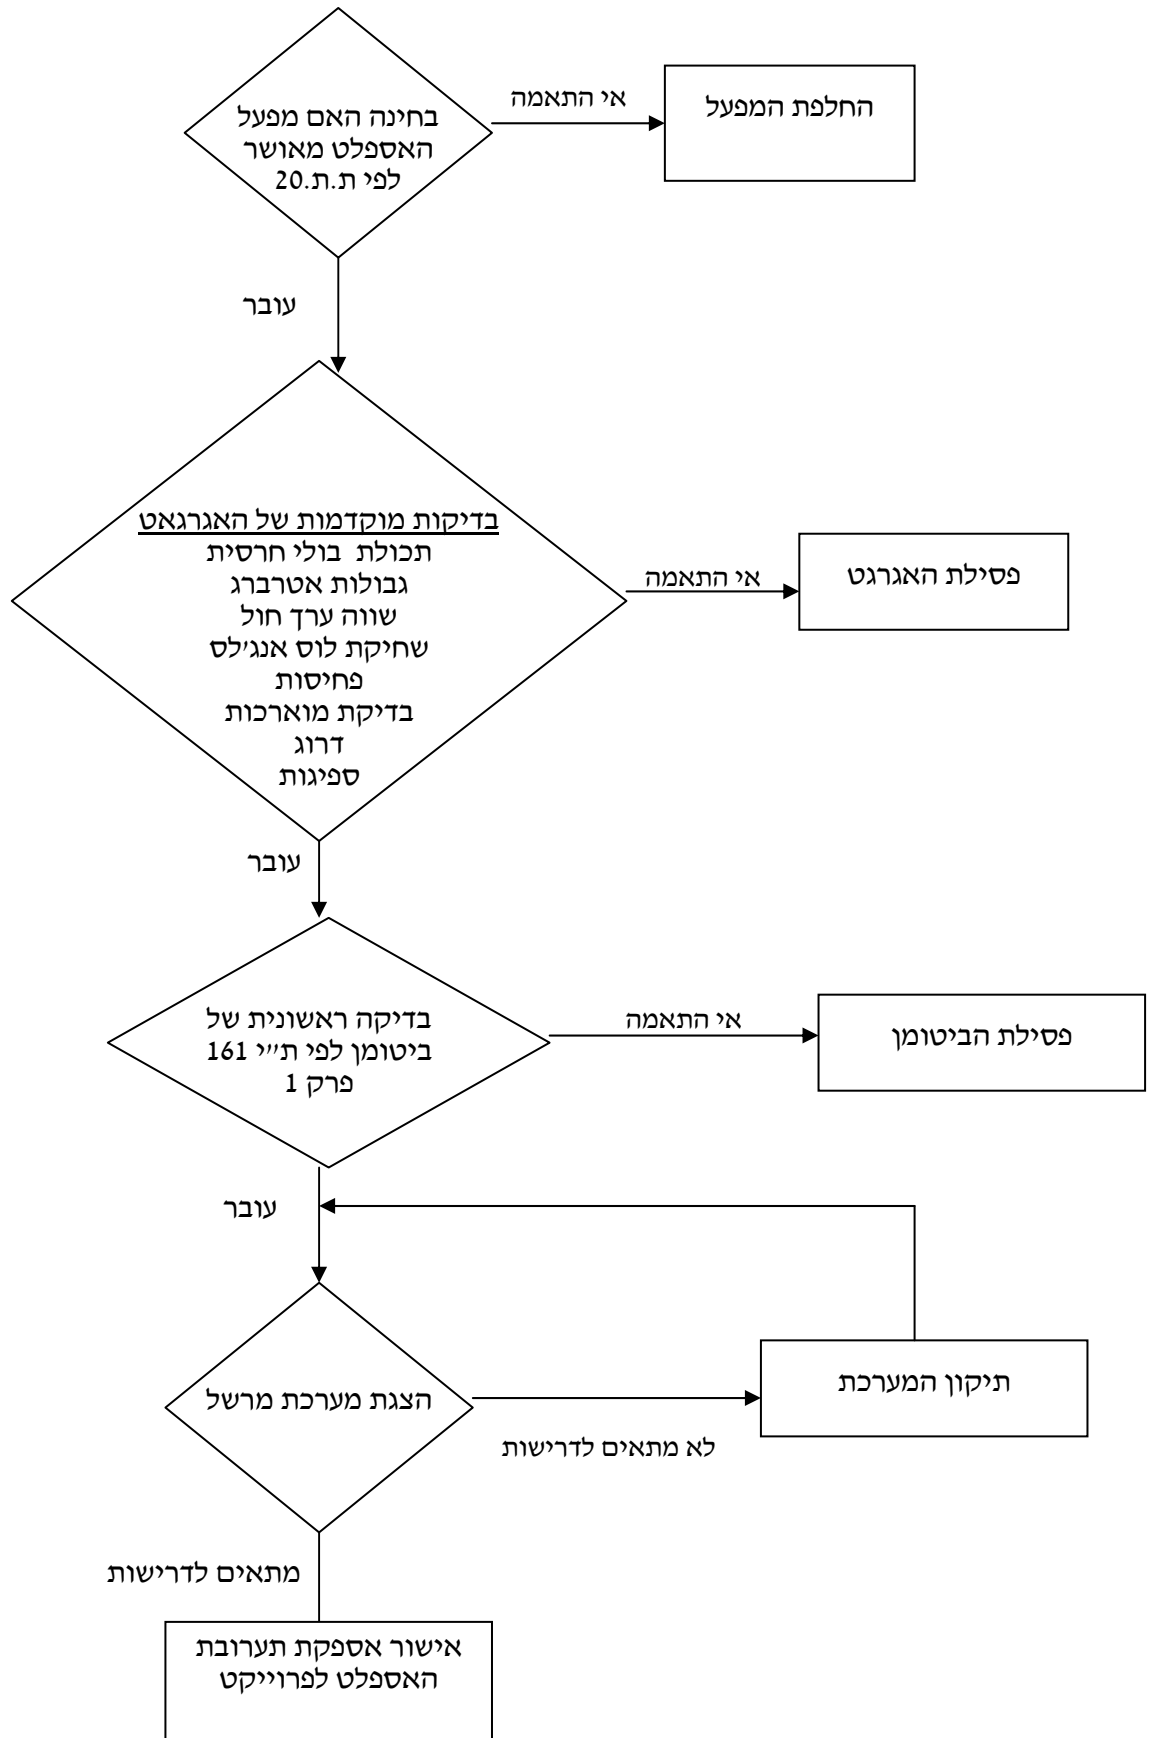 בחינה האם מפעל
האספלט מאושר
לפי ת.ת.20
אי התאמה
החלפת המפעל
עובר
בדיקות מוקדמות של האגרגאט
תכולת בולי חרסית
גבולות אטרברג
שווה ערך חול
שחיקת לוס אנג'לס
פחיסות
בדיקת מוארכות
דרוג
ספיגות
אי התאמה
פסילת האגרגט
עובר
בדיקה ראשונית של
ביטומן לפי ת"י 161
פרק 1
אי התאמה
פסילת הביטומן
עובר
הצגת מערכת מרשל
לא מתאים לדרישות
תיקון המערכת
מתאים לדרישות
אישור אספקת תערובת
האספלט לפרוייקט